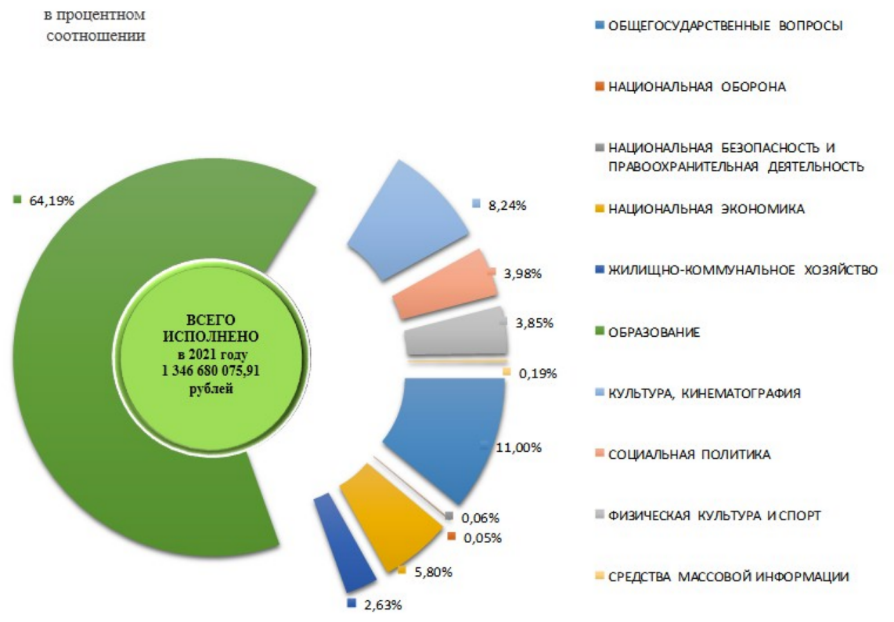 в процентном
соотношении
64,19%
8,24%
3,98%
3,85%
0,19%
11,00%
0,06%
0,05%
5,80%
2,63%
ВСЕГО
ИСПОЛНЕНО
в 2021 году
1 346 680 075,91
рублей
ОБЩЕГОСУДАРСТВЕННЫЕ ВОПРОСЫ
НАЦИОНАЛЬНАЯ ОБОРОНА
НАЦИОНАЛЬНАЯ БЕЗОПАСНОСТЬ И
ПРАВООХРАНИТЕЛЬНАЯ ДЕЯТЕЛЬНОСТЬ
НАЦИОНАЛЬНАЯ ЭКОНОМИКА
ЖИЛИЩНО-КОММУНАЛЬНОЕ ХОЗЯЙСТВО
ОБРАЗОВАНИЕ
КУЛЬТУРА, КИНЕМАТОГРАФИЯ
СОЦИАЛЬНАЯ ПОЛИТИКА
ФИЗИЧЕСКАЯ КУЛЬТУРА И СПОРТ
СРЕДСТВА МАССОВОЙ ИНФОРМАЦИИ